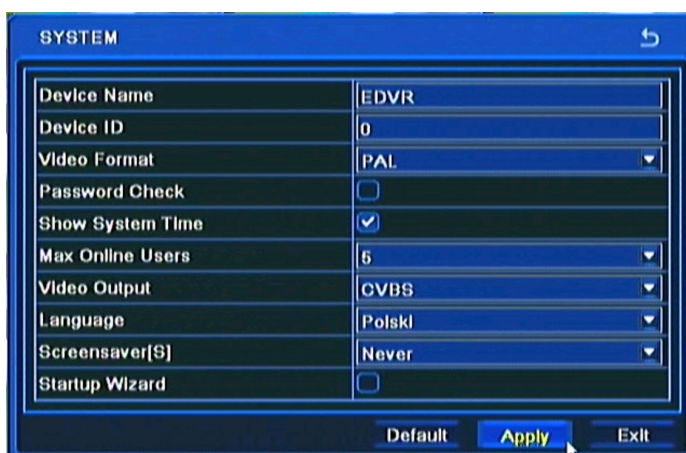 SYSTEM
Device Name EDVR
Device ID 0
Video Format PAL
Password Check
Show System Time
Max Online Users 5
Video Output CVBS
Language Polski
Screensaver[S] Never
Startup Wizard
Default Apply Exit